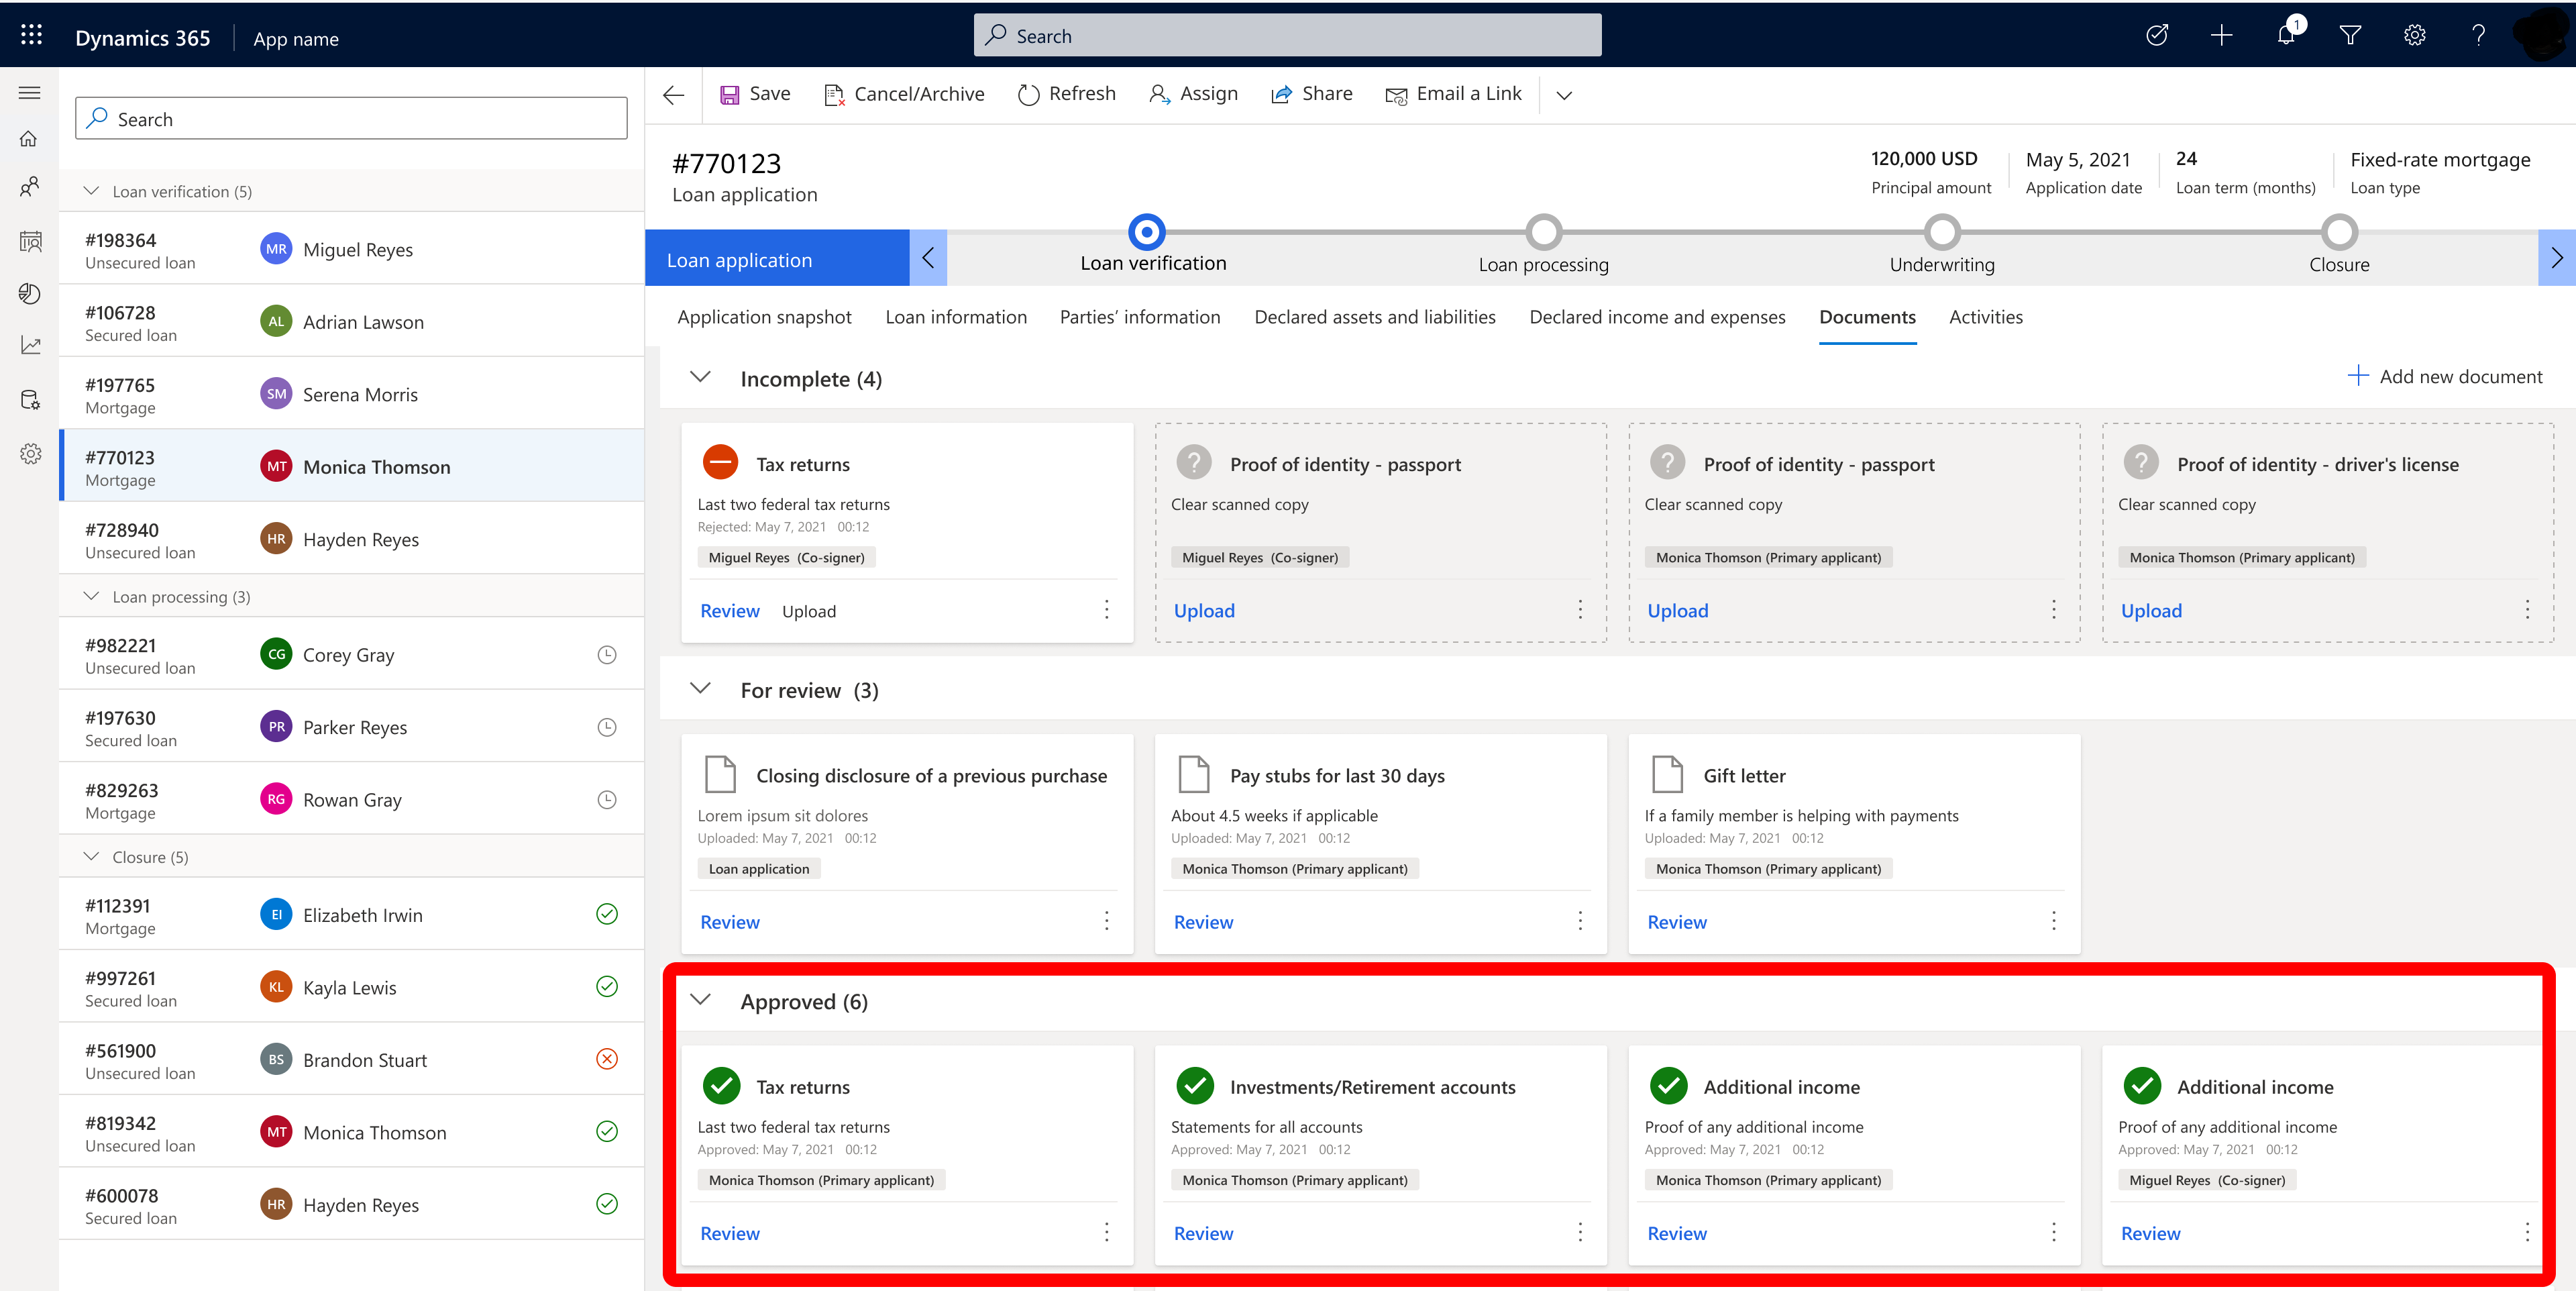 Dynamics 365
App name
Search
1
Search
Loan verification (5)
#198364
Unsecured loan
MR
Miguel Reyes
#106728
Secured loan
AL
Adrian Lawson
#197765
Mortgage
SM
Serena Morris
#770123
Mortgage
MT
Monica Thomson
#728940
Unsecured loan
HR
Hayden Reyes
Loan processing (3)
#982221
Unsecured loan
CG
Corey Gray
#197630
Secured loan
PR
Parker Reyes
#829263
Mortgage
RG
Rowan Gray
Closure (5)
#112391
Mortgage
EI
Elizabeth Irwin
#997261
Secured loan
KL
Kayla Lewis
#561900
Unsecured loan
BS
Brandon Stuart
#819342
Unsecured loan
MT
Monica Thomson
#600078
Secured loan
HR
Hayden Reyes
Save
Cancel/Archive
Refresh
Assign
Share
Email a Link
#770123
Loan application
120,000 USD
Principal amount
May 5, 2021
Application date
24
Loan term (months)
Fixed-rate mortgage
Loan type
Loan application
Loan verification
Loan processing
Underwriting
Closure
Application snapshot
Loan information
Parties’ information
Declared assets and liabilities
Declared income and expenses
Documents
Activities
Incomplete (4)
Add new document
Tax returns
Last two federal tax returns
Rejected: May 7, 2021 00:12
Miguel Reyes (Co-signer)
Review Upload
? Proof of identity - passport
Clear scanned copy
Miguel Reyes (Co-signer)
Upload
? Proof of identity - passport
Clear scanned copy
Monica Thomson (Primary applicant)
Upload
? Proof of identity - driver's license
Clear scanned copy
Monica Thomson (Primary applicant)
Upload
For review (3)
Closing disclosure of a previous purchase
Lorem ipsum sit dolores
Uploaded: May 7, 2021 00:12
Loan application
Review
Pay stubs for last 30 days
About 4.5 weeks if applicable
Uploaded: May 7, 2021 00:12
Monica Thomson (Primary applicant)
Review
Gift letter
If a family member is helping with payments
Uploaded: May 7, 2021 00:12
Monica Thomson (Primary applicant)
Review
Approved (6)
Tax returns
Last two federal tax returns
Approved: May 7, 2021 00:12
Monica Thomson (Primary applicant)
Review
Investments/Retirement accounts
Statements for all accounts
Approved: May 7, 2021 00:12
Monica Thomson (Primary applicant)
Review
Additional income
Proof of any additional income
Approved: May 7, 2021 00:12
Monica Thomson (Primary applicant)
Review
Additional income
Proof of any additional income
Approved: May 7, 2021 00:12
Miguel Reyes (Co-signer)
Review